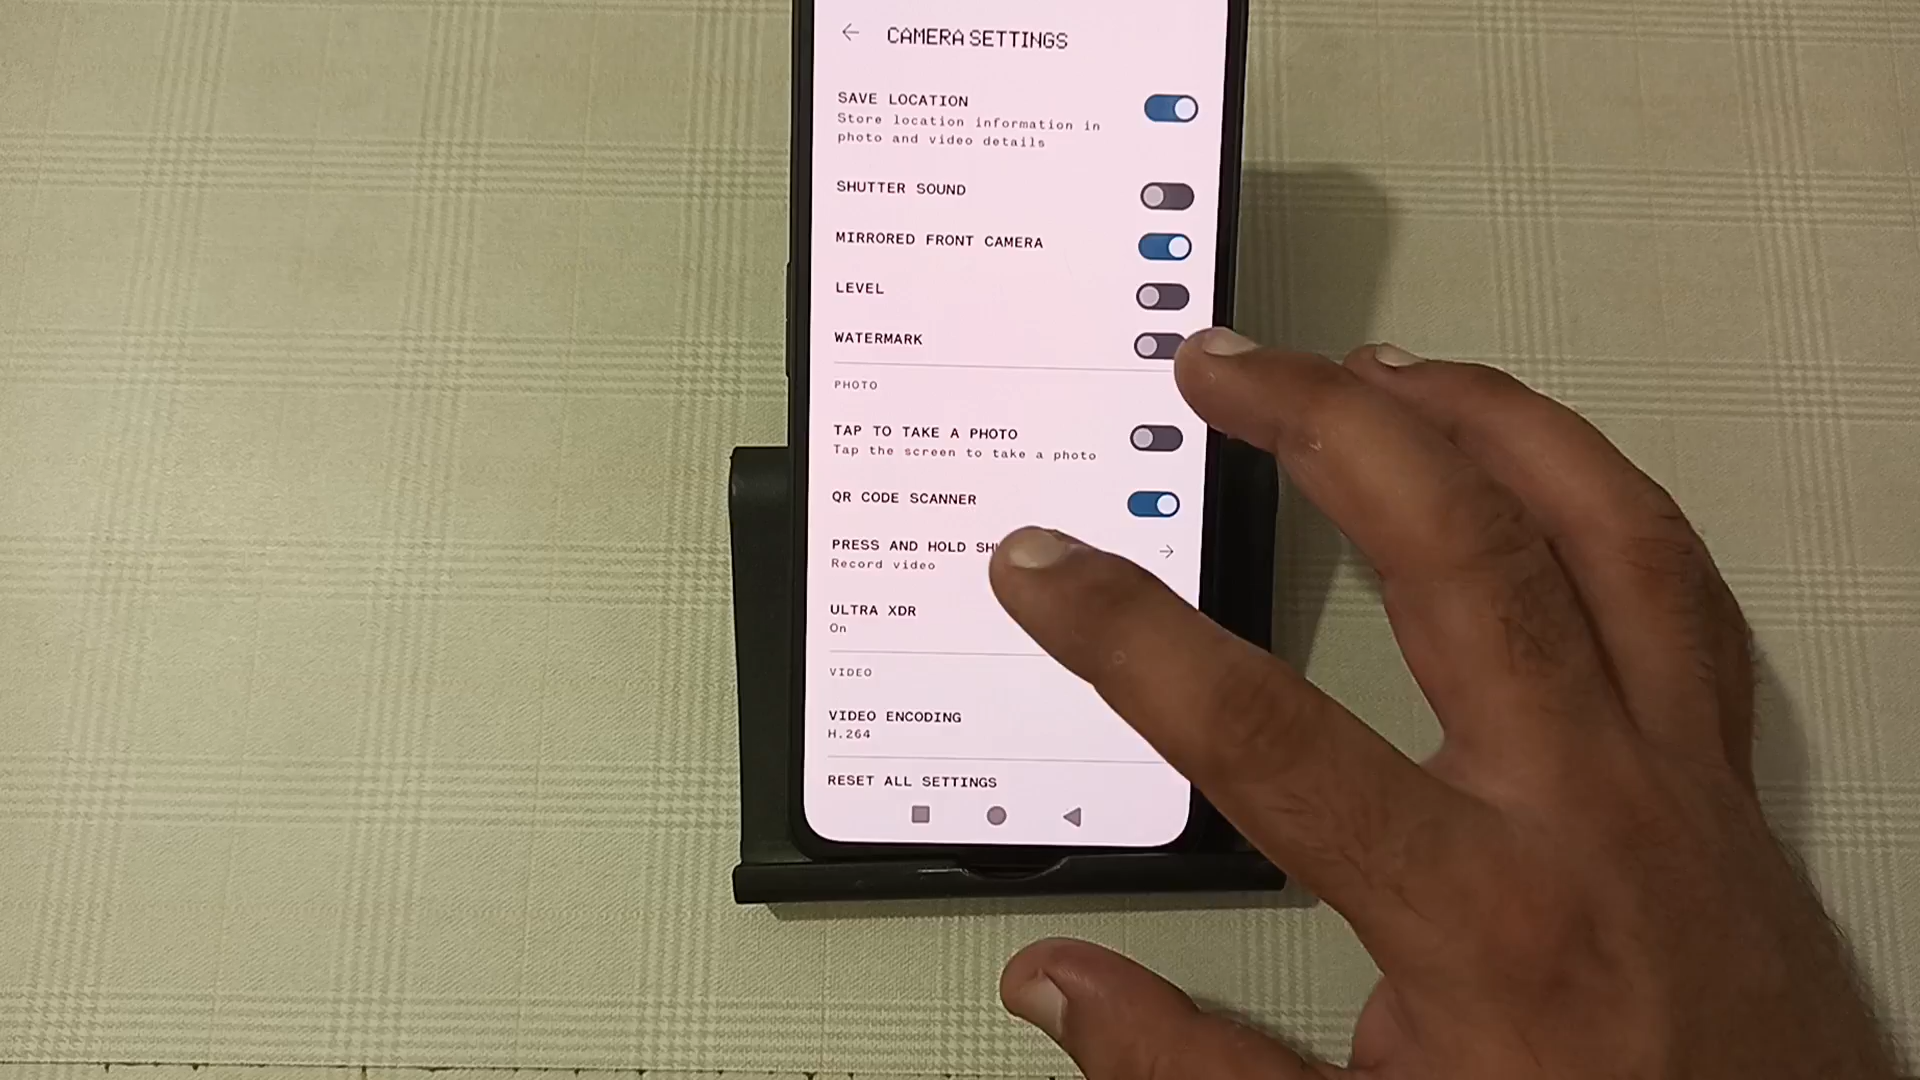 CAMERA SETTINGS
SAVE LOCATION
Store location information in
photo and video details
SHUTTER SOUND
MIRRORED FRONT CAMERA
LEVEL
WATERMARK
PHOTO
TAP TO TAKE A PHOTO
Tap the screen to take a photo
QR CODE SCANNER
PRESS AND HOLD
Record video
ULTRA XDR
On
VIDEO
VIDEO ENCODING
H.264
RESET ALL SETTINGS